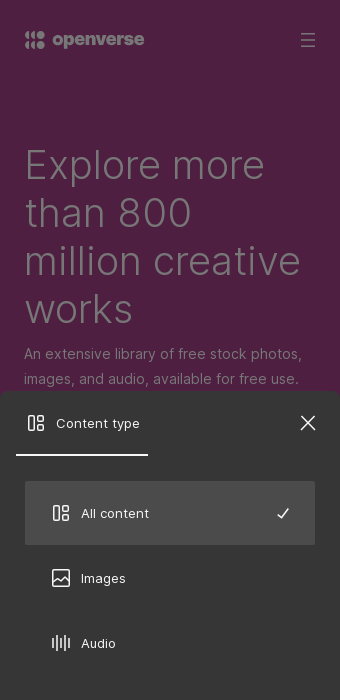 openverse
Explore more
than 800
million creative
works
An extensive library of free stock photos,
images, and audio, available for free use.
Content type
All content
Images
Audio